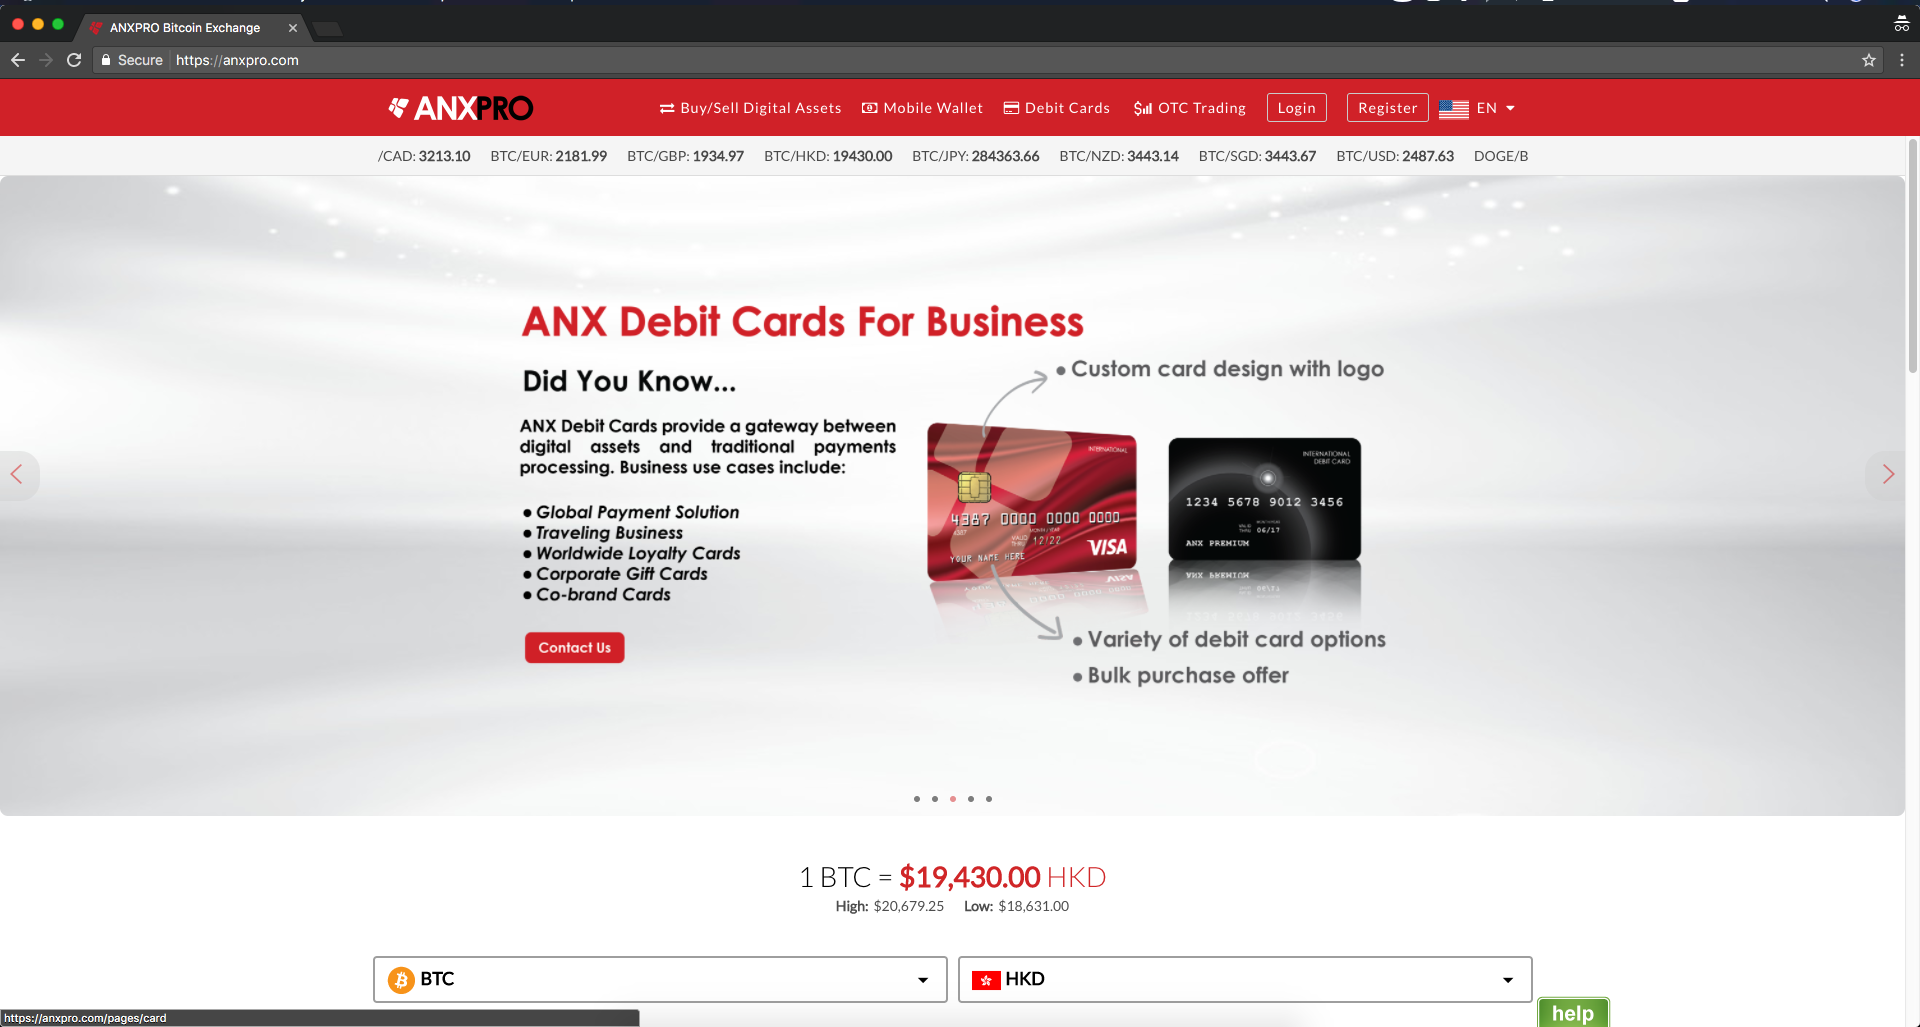 ANXPRO Bitcoin Exchange
Secure https://anxpro.com
ANXPRO Buy/Sell Digital Assets Mobile Wallet Debit Cards OTC Trading Login Register EN
/CAD: 3213.10 BTC/EUR: 2181.99 BTC/GBP: 1934.97 BTC/HKD: 19430.00 BTC/JPY: 284363.66 BTC/NZD: 3443.14 BTC/SGD: 3443.67 BTC/USD: 2487.63 DOGE/B
ANX Debit Cards For Business
Did You Know...
ANX Debit Cards provide a gateway between
digital assets and traditional payments
processing. Business use cases include:
• Global Payment Solution
• Traveling Business
• Worldwide Loyalty Cards
• Corporate Gift Cards
• Co-brand Cards
Contact Us
• Custom card design with logo
INTERNATIONAL
4387 0000 0000 0000
4387
MONTH/YEAR
VALID THRU 12/22
YOUR NAME HERE
VISA
INTERNATIONAL
DEBIT CARD
1234 5678 9012 3456
06/17
ANX PREMIUM
• Variety of debit card options
• Bulk purchase offer
1 BTC = $19,430.00 HKD
High: $20,679.25 Low: $18,631.00
BTC
HKD
help
https://anxpro.com/pages/card